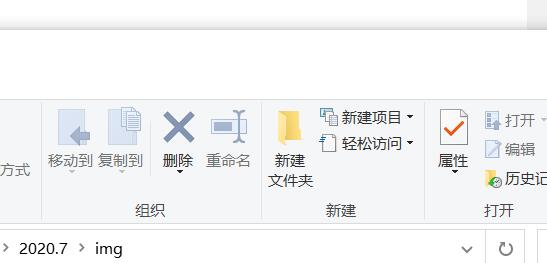 方式
移动到
复制到
删除
重命名
组织
新建
文件夹
新建项目
轻松访问
新建
属性
打开
编辑
历史记
打开
2020.7
img